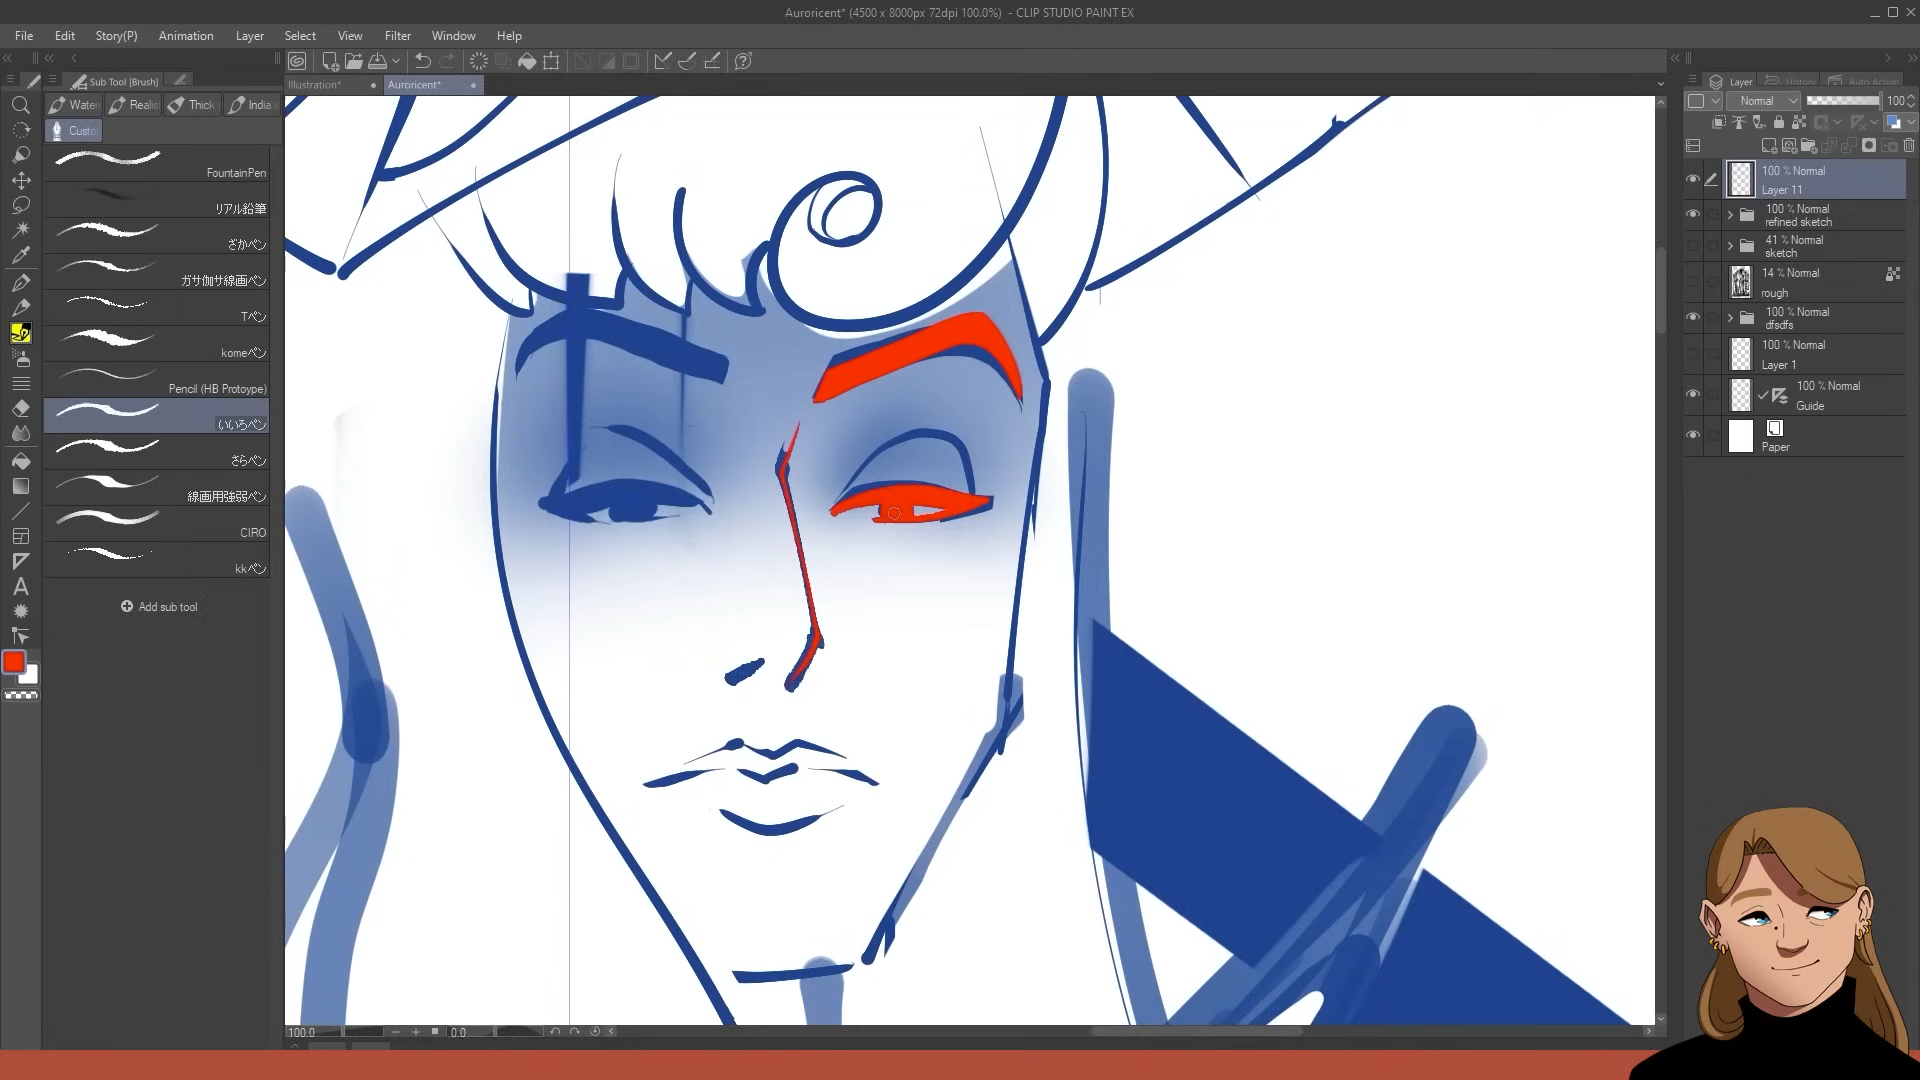 Auroricent* (4500 x 8000px 72dpi 100.0%) - CLIP STUDIO PAINT EX
File Edit Story(P) Animation Layer Select View Filter Window Help
Sub Tool [Brush]
Illustration* Auroricent*
Layer History Auto Action
Water Realis Thick India
Custo
Normal 100
FountainPen
リアル鉛筆
ざかペン
ガサ伽サ線画ペン
Tペン
komeペン
Pencil (HB Protoype)
いいろペン
さらペン
線画用強弱ペン
CIRO
kkペン
Add sub tool
100 % Normal
Layer 11
100 % Normal
refined sketch
41 % Normal
sketch
14 % Normal
rough
100 % Normal
dfsdfs
100 % Normal
Layer 1
100 % Normal
Guide
Paper
100.0 0.0